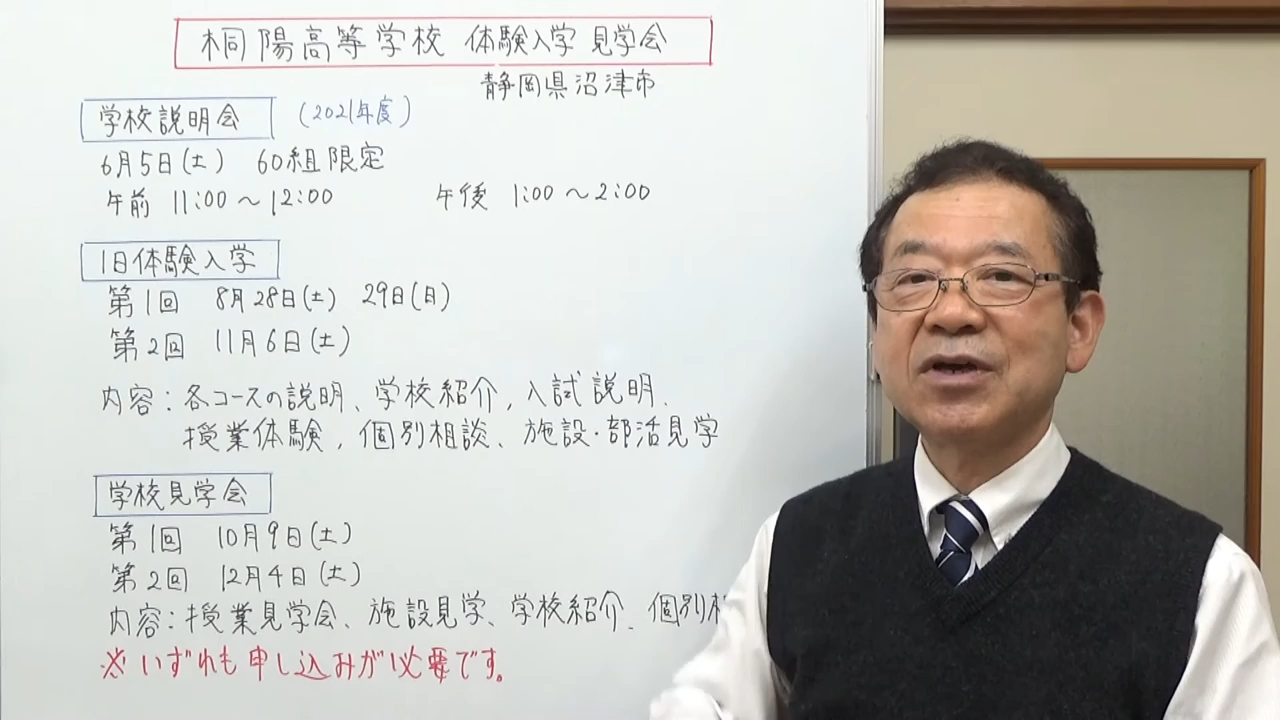 桐陽高等学校 体験入学 見学会
静岡県沼津市
学校説明会 (2021年度)
6月5日(土) 60組限定
午前 11:00～12:00 午後 1:00～2:00
1日体験入学
第1回 8月28日(土) 29日(日)
第2回 11月6日(土)
内容:各コースの説明、学校紹介,入試説明、
授業体験,個別相談、施設・部活見学
学校見学会
第1回 10月9日(土)
第2回 12月4日(土)
内容:授業見学会、施設見学、学校紹介、個別
※いずれも申し込みが必要です。